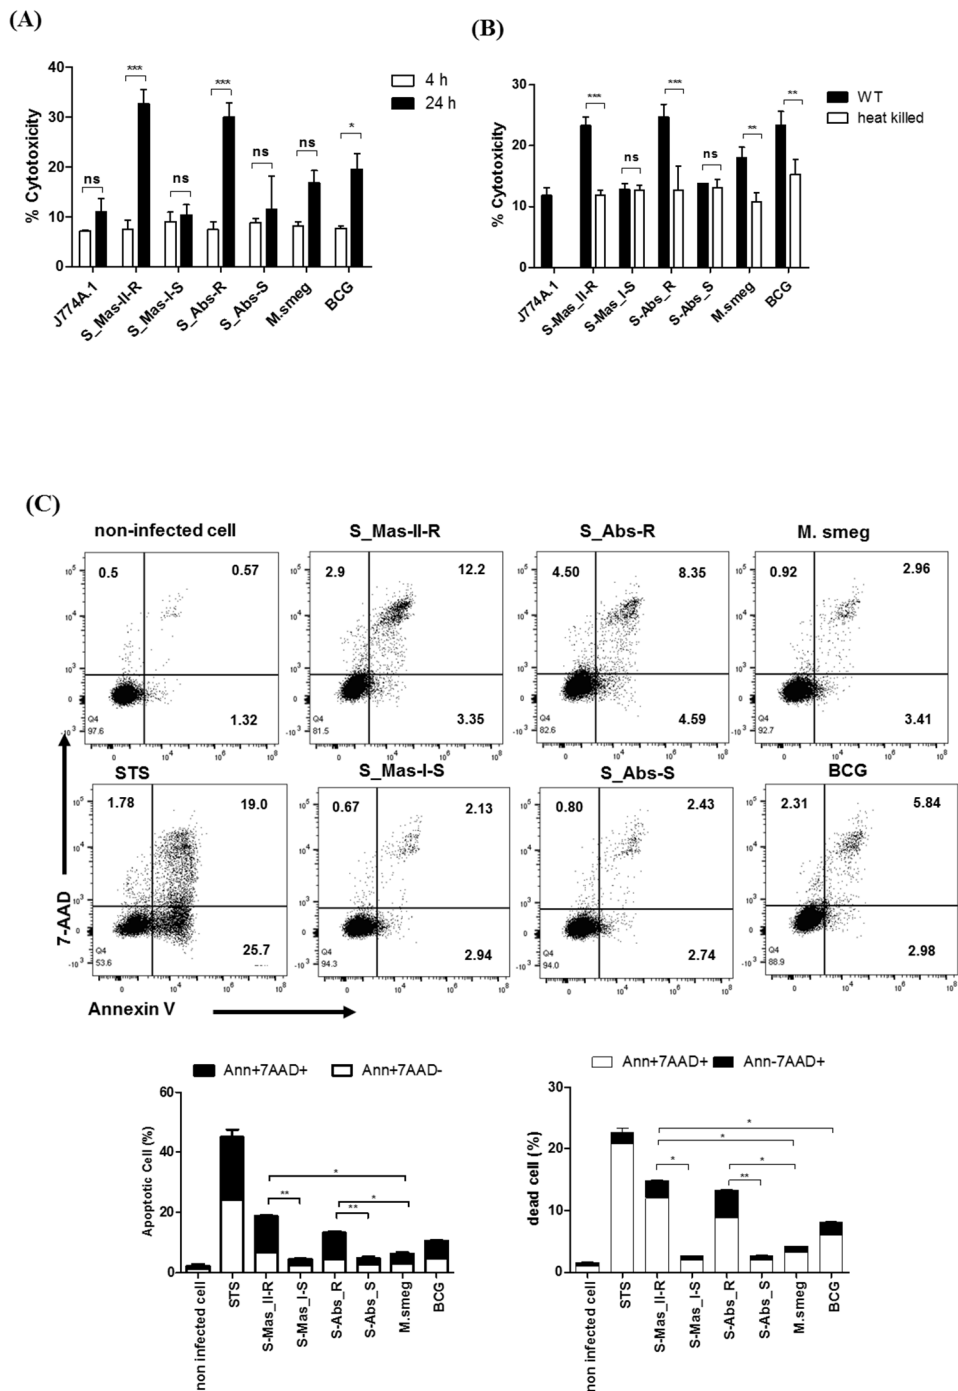 (A)
(B)
40
30
20
10
0
% Cytotoxicity
ns
***
ns
***
ns
ns
*
4 h
24 h
J774A.1
S_Mas-II-R
S_Mas-I-S
S_Abs-R
S_Abs-S
M.smeg
BCG
30
20
10
0
% Cytotoxicity
***
ns
***
ns
**
**
WT
heat killed
J774A.1
S-Mas_II-R
S-Mas_I-S
S-Abs_R
S-Abs_S
M.smeg
BCG
(C)
non-infected cell
S_Mas-II-R
S_Abs-R
M. smeg
0.5 0.57
1.32
Q4
97.6
2.9 12.2
3.35
81.5
4.50 8.35
4.59
Q4
82.6
0.92 2.96
3.41
Q4
92.7
STS
S_Mas-I-S
S_Abs-S
BCG
1.78 19.0
25.7
Q4
53.6
0.67 2.13
2.94
Q4
94.3
0.80 2.43
2.74
Q4
94.0
2.31 5.84
2.98
Q4
88.9
7-AAD
Annexin V
Ann+7AAD+ Ann+7AAD-
60
40
20
0
Apoptotic Cell (%)
*
**
*
**
non infected cell
STS
S-Mas_II-R
S-Mas_I-S
S-Abs_R
S-Abs_S
M.smeg
BCG
Ann+7AAD+ Ann-7AAD+
30
20
10
0
dead cell (%)
*
*
*
*
**
non infected cell
STS
S-Mas_II-R
S-Mas_I-S
S-Abs_R
S-Abs_S
M.smeg
BCG